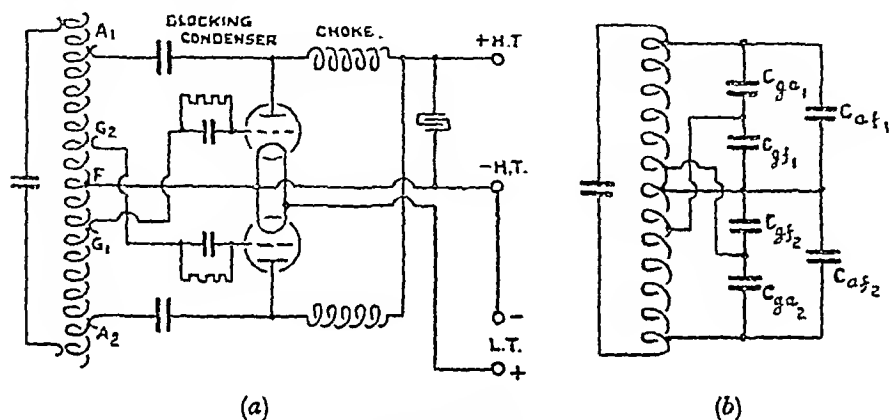 BLOCKING
CONDENSER
CHOKE.
A1
+H.T
G2
F
-H.T.
G1
A2
-
L.T.
+
(a)
Cga1
Caf1
Cgf1
Cgf2
Caf2
Cga2
(b)